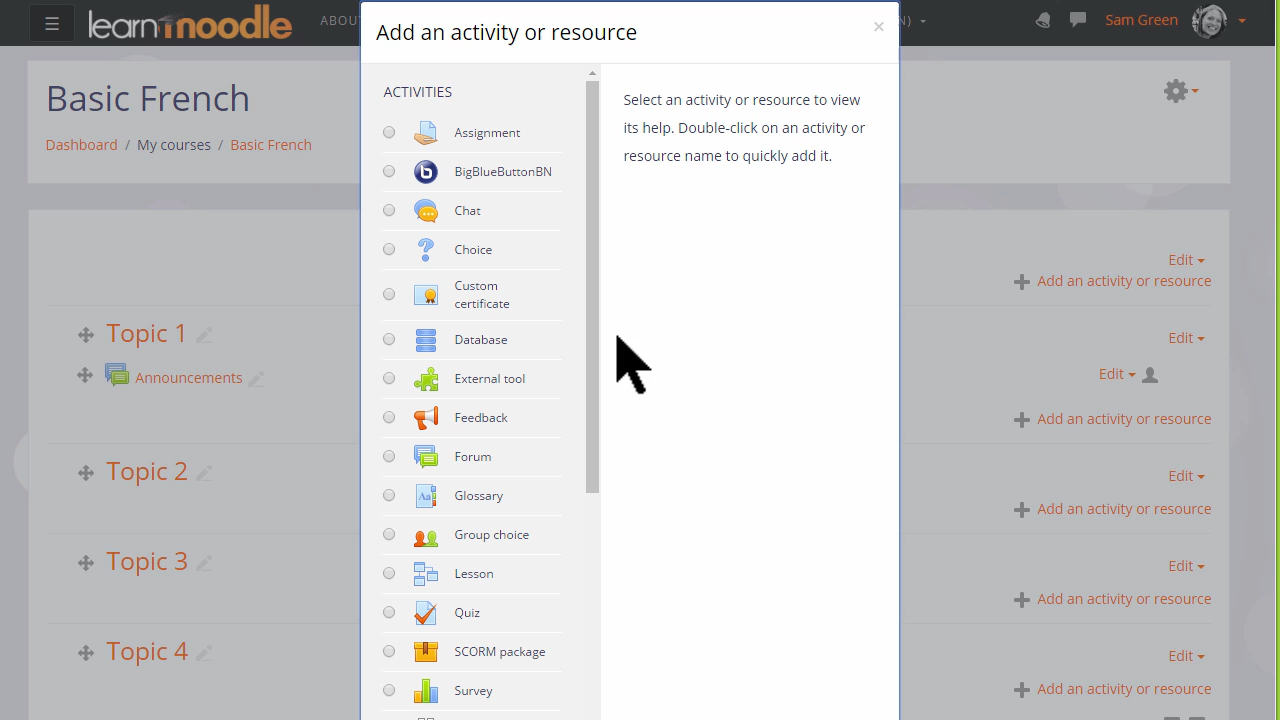 learnmoodle
ABOU
N)
Sam Green
Add an activity or resource
×
Basic French
Dashboard / My courses / Basic French
ACTIVITIES
Assignment
BigBlueButtonBN
Chat
Choice
Custom
certificate
Database
External tool
Feedback
Forum
Glossary
Group choice
Lesson
Quiz
SCORM package
Survey
Select an activity or resource to view
its help. Double-click on an activity or
resource name to quickly add it.
Edit
Add an activity or resource
Topic 1
Edit
Announcements
Edit
Add an activity or resource
Topic 2
Edit
Add an activity or resource
Topic 3
Edit
Add an activity or resource
Topic 4
Edit
Add an activity or resource